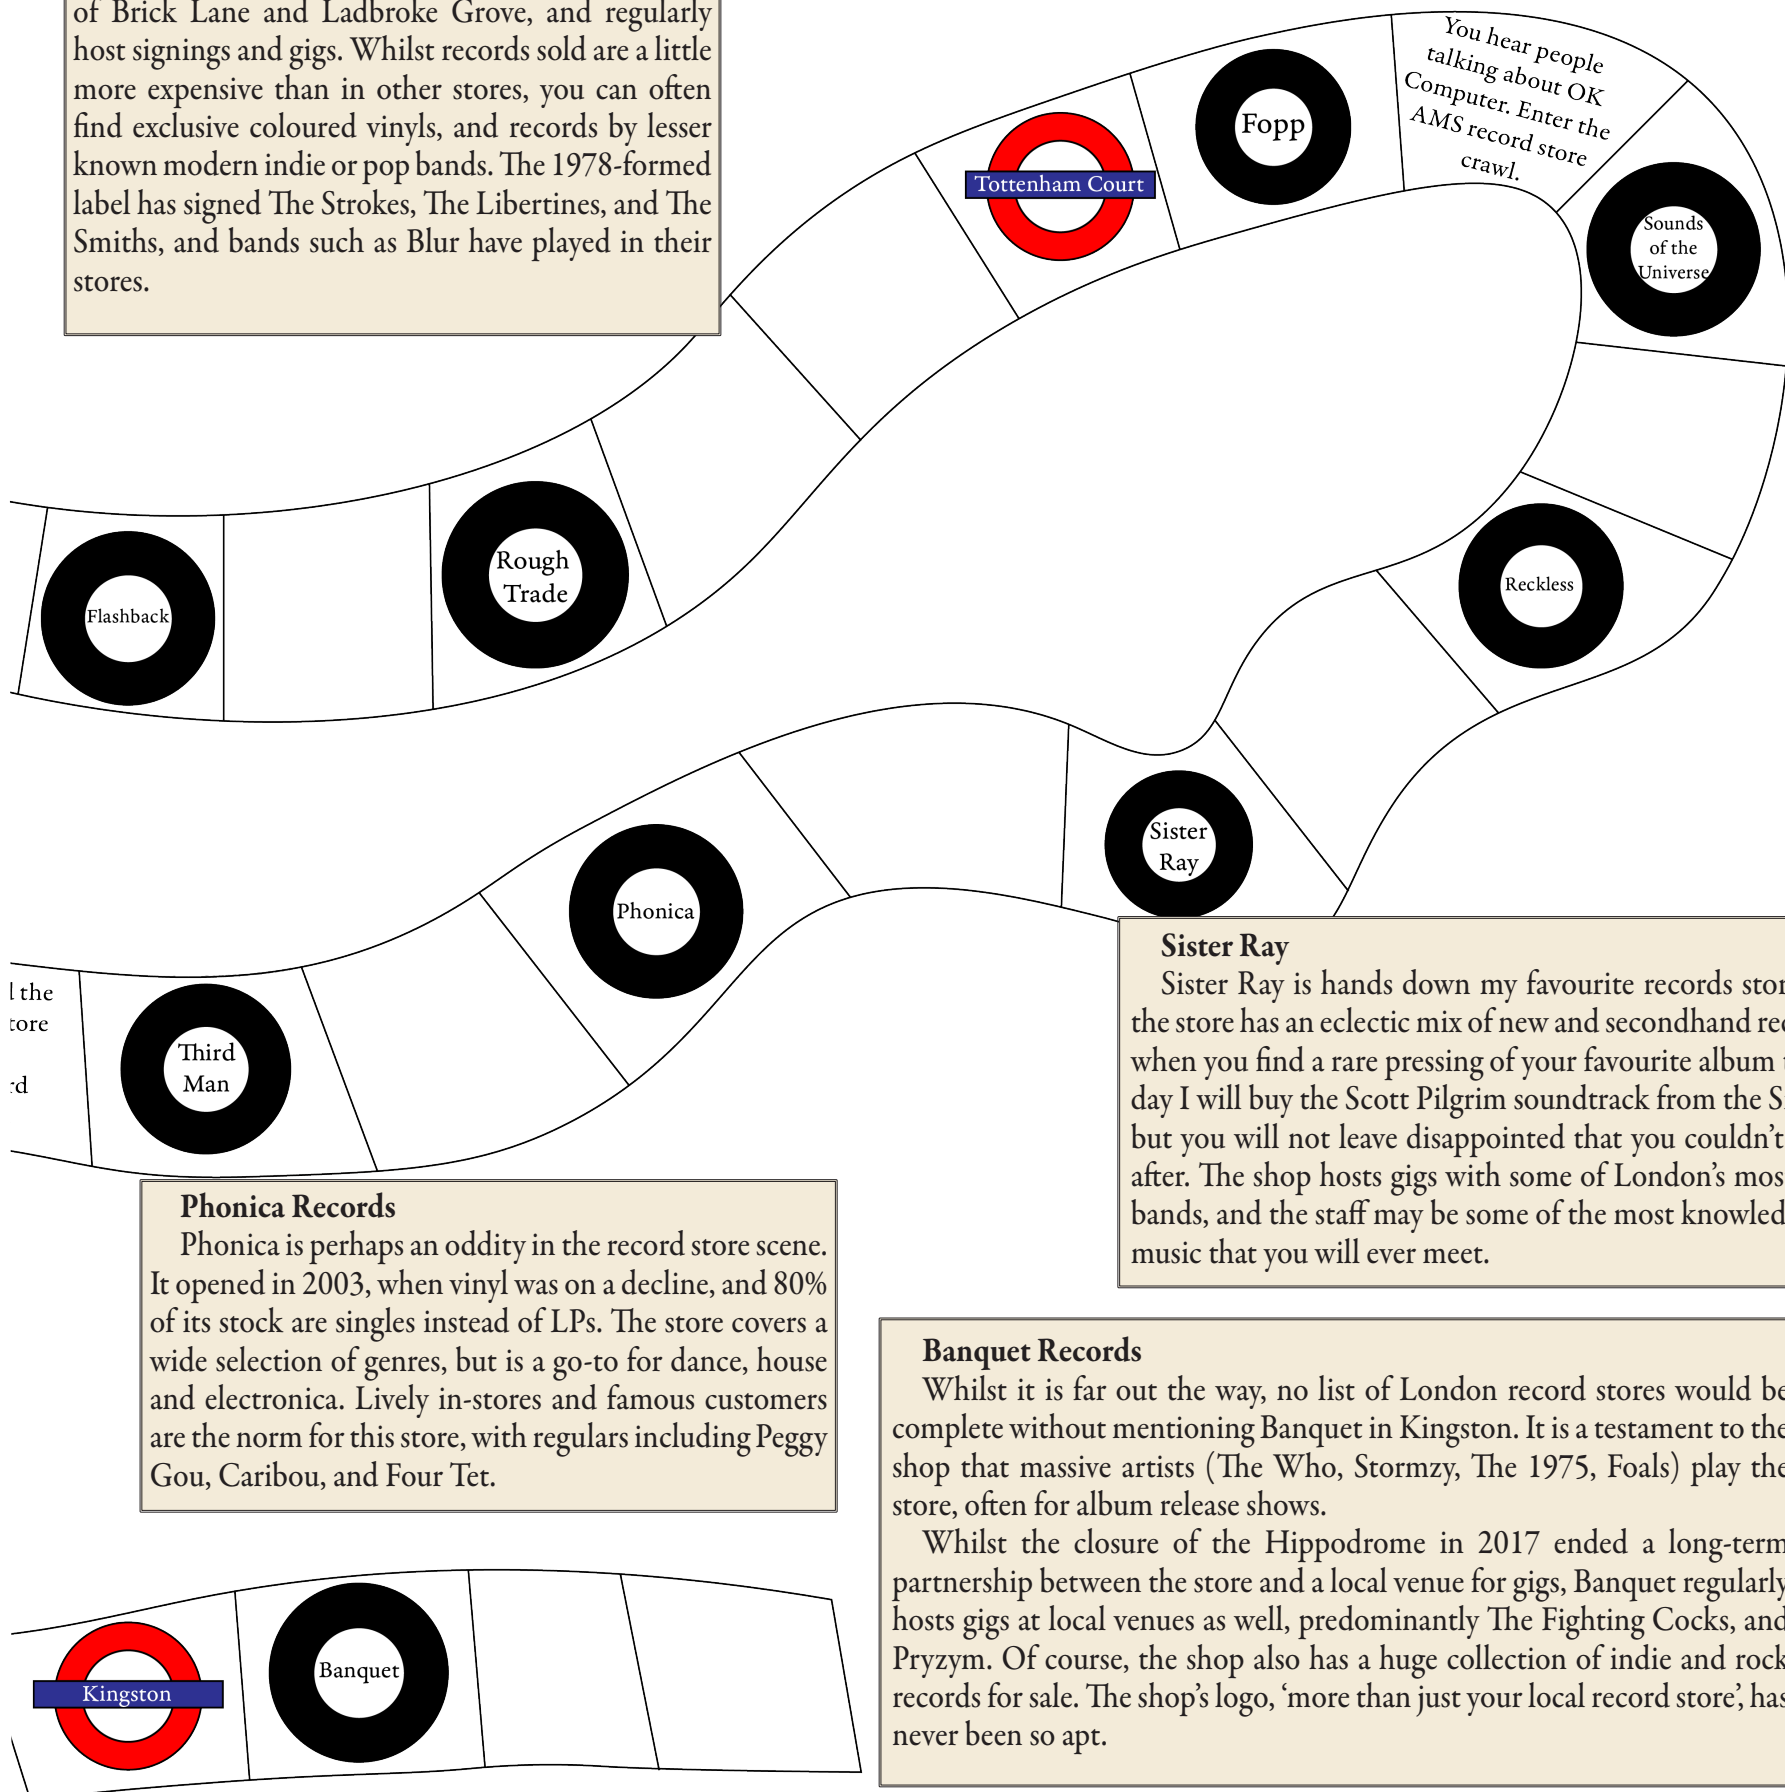 of Brick Lane and Ladbroke Grove, and regularly
host signings and gigs. Whilst records sold are a little
more expensive than in other stores, you can often
find exclusive coloured vinyls, and records by lesser
known modern indie or pop bands. The 1978-formed
label has signed The Strokes, The Libertines, and The
Smiths, and bands such as Blur have played in their
stores.
Tottenham Court
Fopp
You hear people
talking about OK
Computer. Enter the
AMS record store
crawl.
Sounds
of the
Universe
Flashback
Rough
Trade
Reckless
Sister
Ray
Phonica
the
Third
Man
Sister Ray
Sister Ray is hands down my favourite records
the store has an eclectic mix of new and secondhand
when you find a rare pressing of your favourite album
day I will buy the Scott Pilgrim soundtrack from the
but you will not leave disappointed that you couldn't
after. The shop hosts gigs with some of London's
bands, and the staff may be some of the most
music that you will ever meet.
Phonica Records
Phonica is perhaps an oddity in the record store scene.
It opened in 2003, when vinyl was on a decline, and 80%
of its stock are singles instead of LPs. The store covers a
wide selection of genres, but is a go-to for dance, house
and electronica. Lively in-stores and famous customers
are the norm for this store, with regulars including Peggy
Gou, Caribou, and Four Tet.
Banquet Records
Whilst it is far out the way, no list of London record stores would be
complete without mentioning Banquet in Kingston. It is a testament to the
shop that massive artists (The Who, Stormzy, The 1975, Foals) play the
store, often for album release shows.
Whilst the closure of the Hippodrome in 2017 ended a long-term
partnership between the store and a local venue for gigs, Banquet regularly
hosts gigs at local venues as well, predominantly The Fighting Cocks, and
Pryzym. Of course, the shop also has a huge collection of indie and rock
records for sale. The shop's logo, ‘more than just your local record store’, has
never been so apt.
Kingston
Banquet